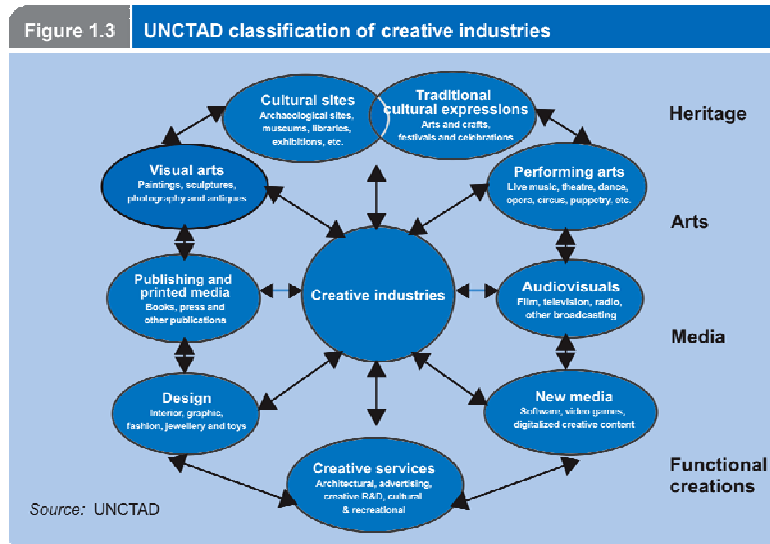 Figure 1.3
UNCTAD classification of creative industries
Cultural sites
Archaeological sites,
museums, libraries,
exhibitions, etc.
Traditional
cultural expressions
Arts and crafts,
festivals and celebrations
Heritage
Visual arts
Paintings, sculptures,
photography and antiques
Performing arts
Live music, theatre, dance,
opera, circus, puppetry, etc.
Arts
Publishing and
printed media
Books, press and
other publications
Creative industries
Audiovisuals
Film, television, radio,
other broadcasting
Media
Design
Interior, graphic,
fashion, jewellery and toys
New media
Software, video games,
digitalized creative content
Creative services
Architectural, advertising,
creative R&D, cultural
& recreational
Functional
creations
Source: UNCTAD